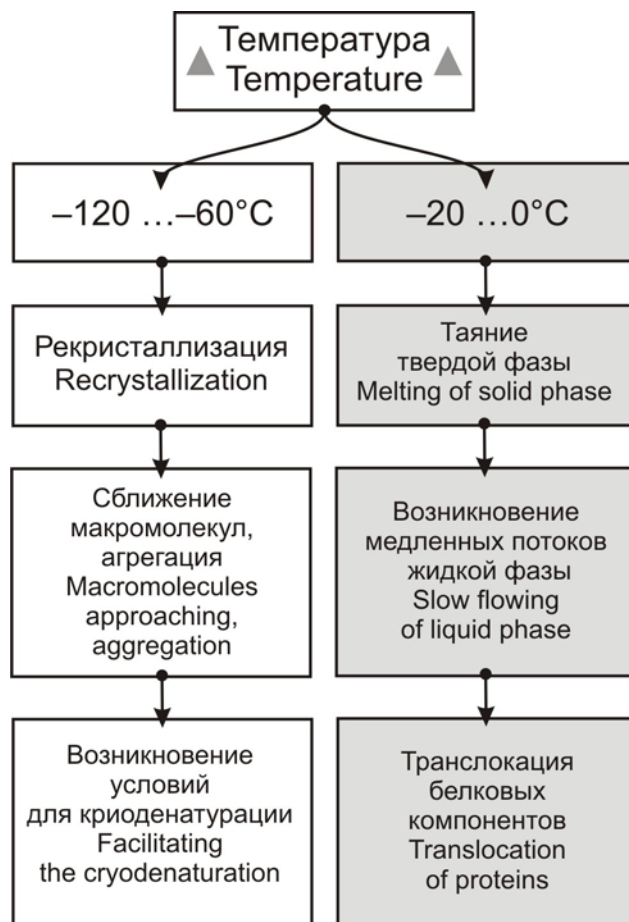 Температура
Temperature
–120 …–60°C
–20 …0°C
Рекристаллизация
Recrystallization
Таяние
твердой фазы
Melting of solid phase
Сближение
макромолекул,
агрегация
Macromolecules
approaching,
aggregation
Возникновение
медленных потоков
жидкой фазы
Slow flowing
of liquid phase
Возникновение
условий
для криоденатурации
Facilitating
the cryodenaturation
Транслокация
белковых
компонентов
Translocation
of proteins